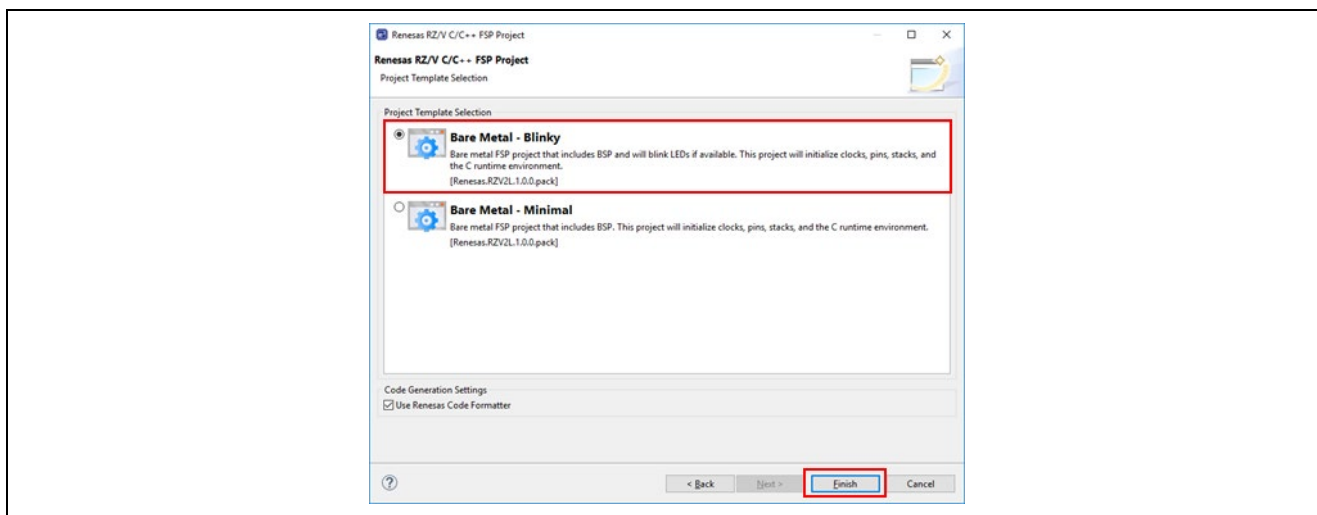 Renesas RZ/V C/C++ FSP Project
Renesas RZ/V C/C++ FSP Project
Project Template Selection
Project Template Selection
Bare Metal - Blinky
Bare metal FSP project that includes BSP and will blink LEDs if available. This project will initialize clocks, pins, stacks, and
the C runtime environment.
[Renesas.RZV2L.1.0.0.pack]
Bare Metal - Minimal
Bare metal FSP project that includes BSP. This project will initialize clocks, pins, stacks, and the C runtime environment.
[Renesas.RZV2L.1.0.0.pack]
Code Generation Settings
Use Renesas Code Formatter
? < Back Next > Finish Cancel